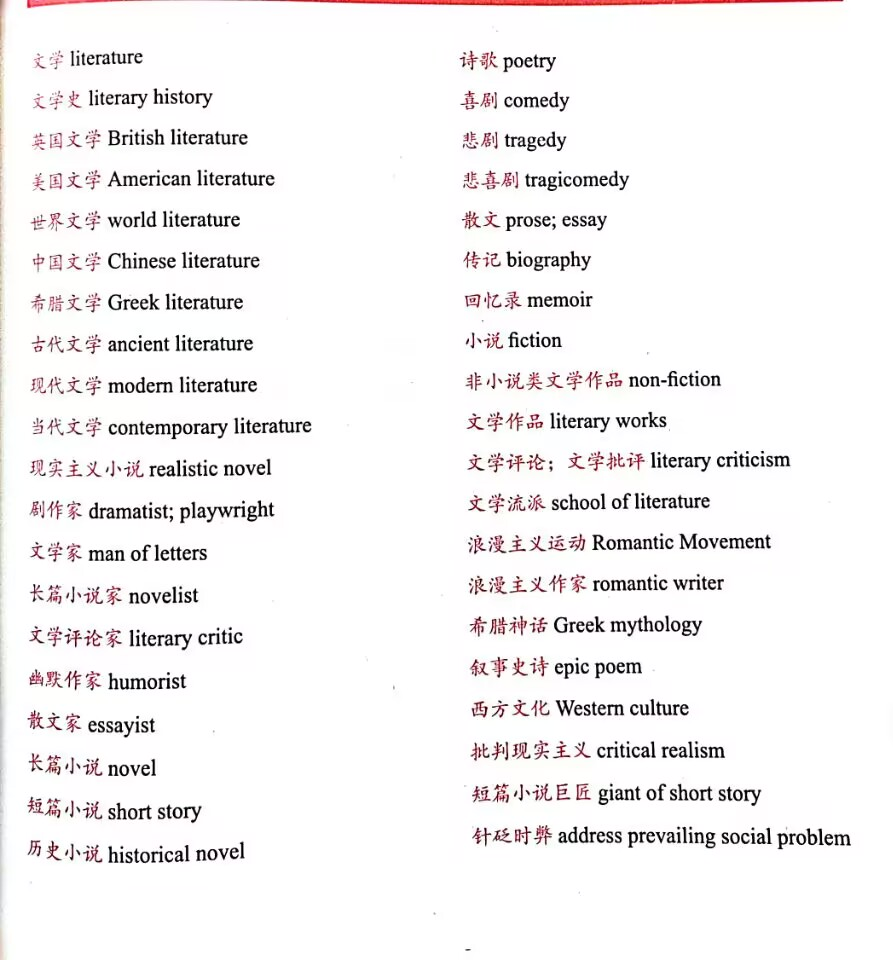 文学 literature
文学史 literary history
英国文学 British literature
美国文学 American literature
世界文学 world literature
中国文学 Chinese literature
希腊文学 Greek literature
古代文学 ancient literature
现代文学 modern literature
当代文学 contemporary literature
现实主义小说 realistic novel
剧作家 dramatist; playwright
文学家 man of letters
长篇小说家 novelist
文学评论家 literary critic
幽默作家 humorist
散文家 essayist
长篇小说 novel
短篇小说 short story
历史小说 historical novel
诗歌 poetry
喜剧 comedy
悲剧 tragedy
悲喜剧 tragicomedy
散文 prose; essay
传记 biography
回忆录 memoir
小说 fiction
非小说类文学作品 non-fiction
文学作品 literary works
文学评论；文学批评 literary criticism
文学流派 school of literature
浪漫主义运动 Romantic Movement
浪漫主义作家 romantic writer
希腊神话 Greek mythology
叙事史诗 epic poem
西方文化 Western culture
批判现实主义 critical realism
短篇小说巨匠 giant of short story
针砭时弊 address prevailing social problem